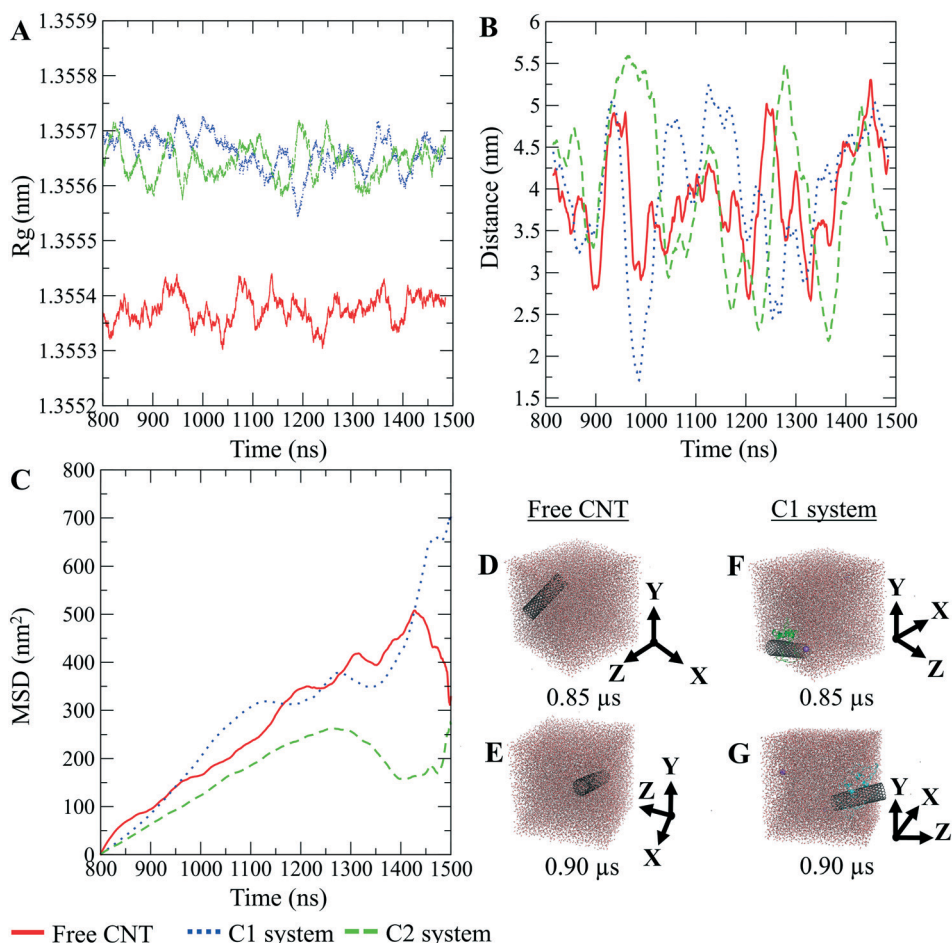 A
1.3559
1.3558
1.3557
1.3556
1.3555
1.3554
1.3553
1.3552
Rg (nm)
800 900 1000 1100 1200 1300 1400 1500
Time (ns)
B
6
5.5
5
4.5
4
3.5
3
2.5
2
1.5
Distance (nm)
800 900 1000 1100 1200 1300 1400 1500
Time (ns)
C
800
700
600
500
400
300
200
100
0
MSD (nm²)
800 900 1000 1100 1200 1300 1400 1500
Time (ns)
Free CNT
D
Y
Z
X
0.85 µs
E
Y
Z
X
0.90 µs
C1 system
F
Y
X
Z
0.85 µs
G
Y
X
Z
0.90 µs
Free CNT C1 system C2 system